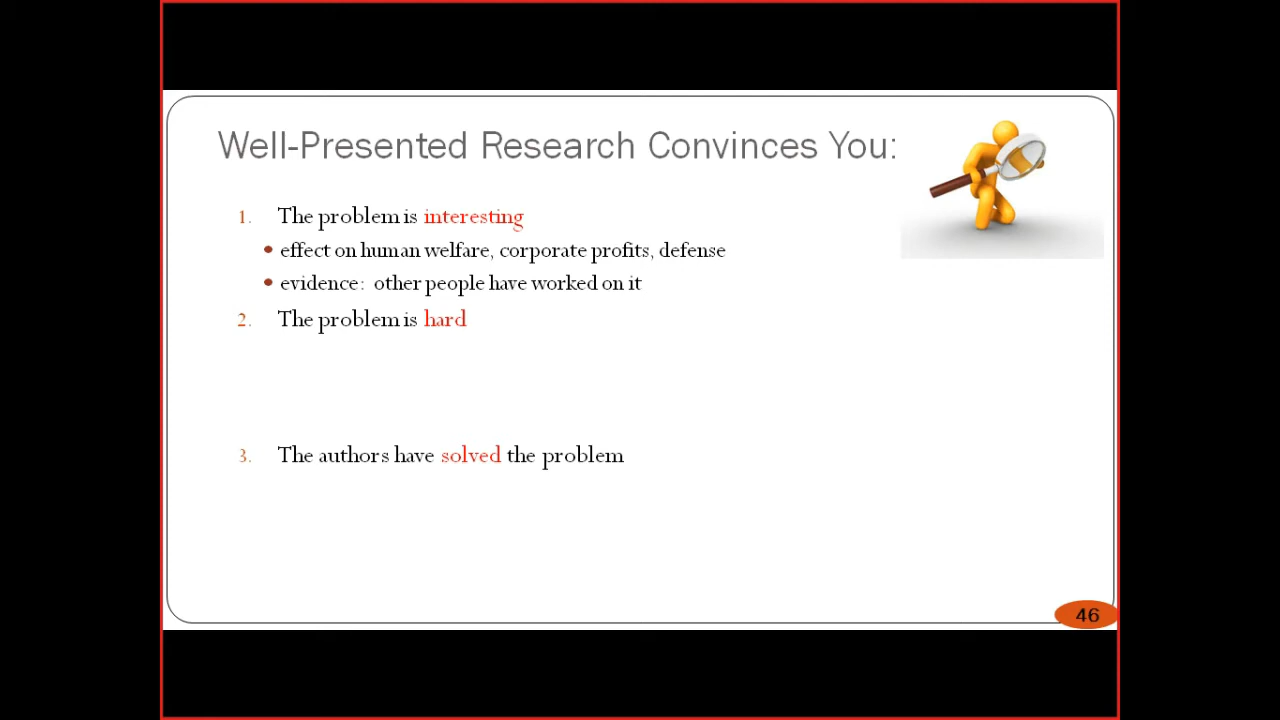 Well-Presented Research Convinces You:
1. The problem is interesting
• effect on human welfare, corporate profits, defense
• evidence: other people have worked on it
2. The problem is hard
3. The authors have solved the problem
46